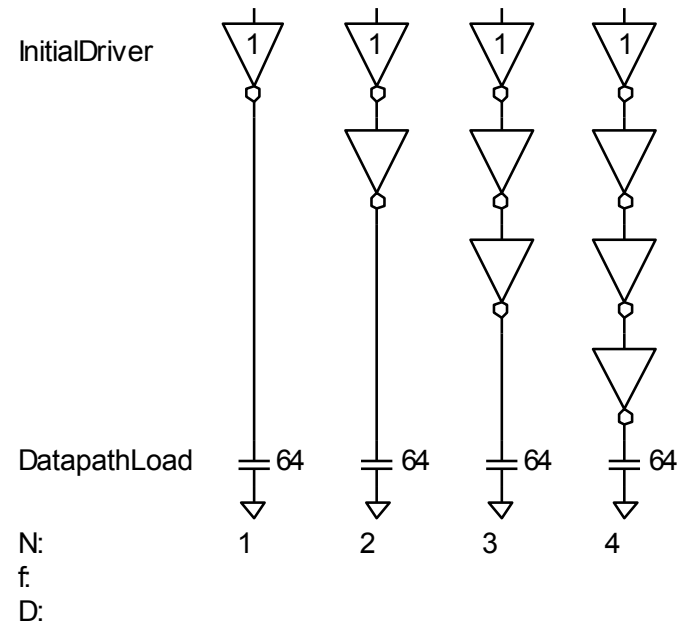 InitialDriver 1 1 1 1
DatapathLoad 64 64 64 64
N: 1 2 3 4
f:
D: